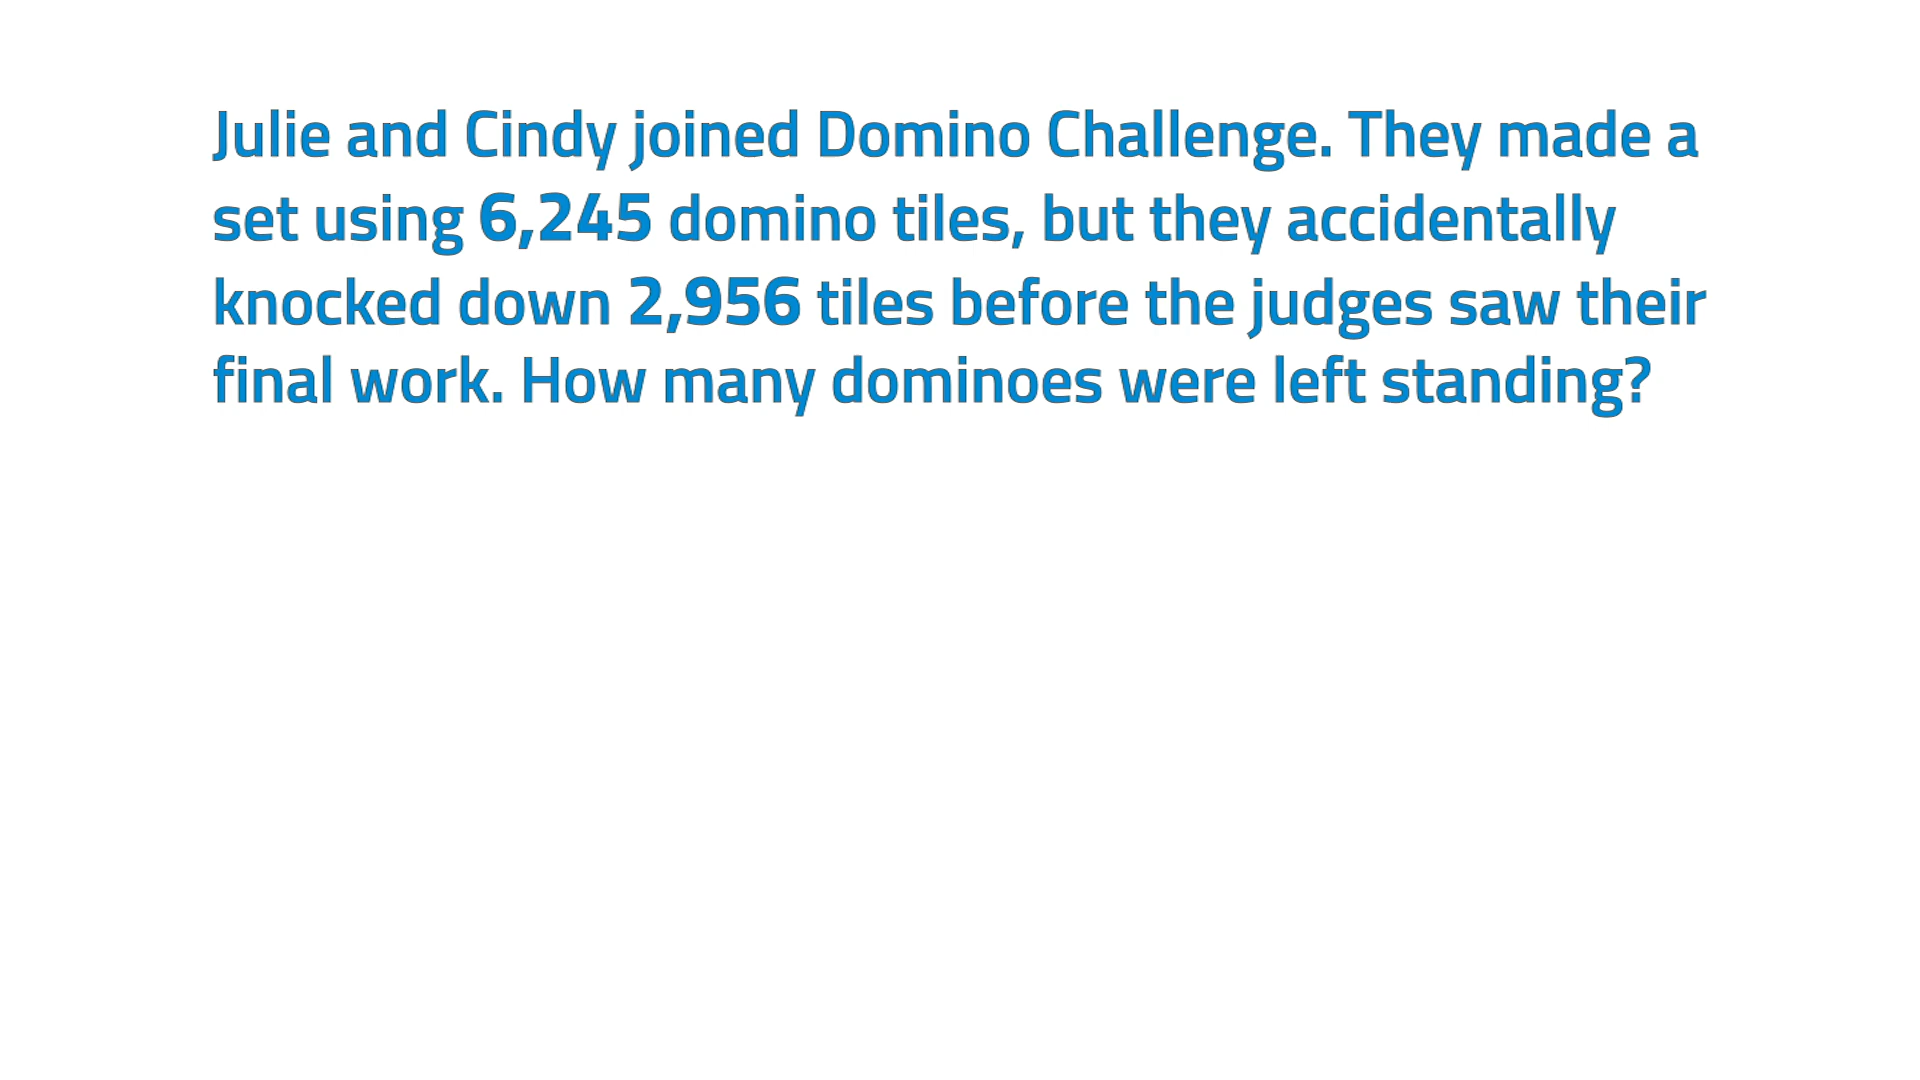 Julie and Cindy joined Domino Challenge. They made a
set using 6,245 domino tiles, but they accidentally
knocked down 2,956 tiles before the judges saw their
final work. How many dominoes were left standing?